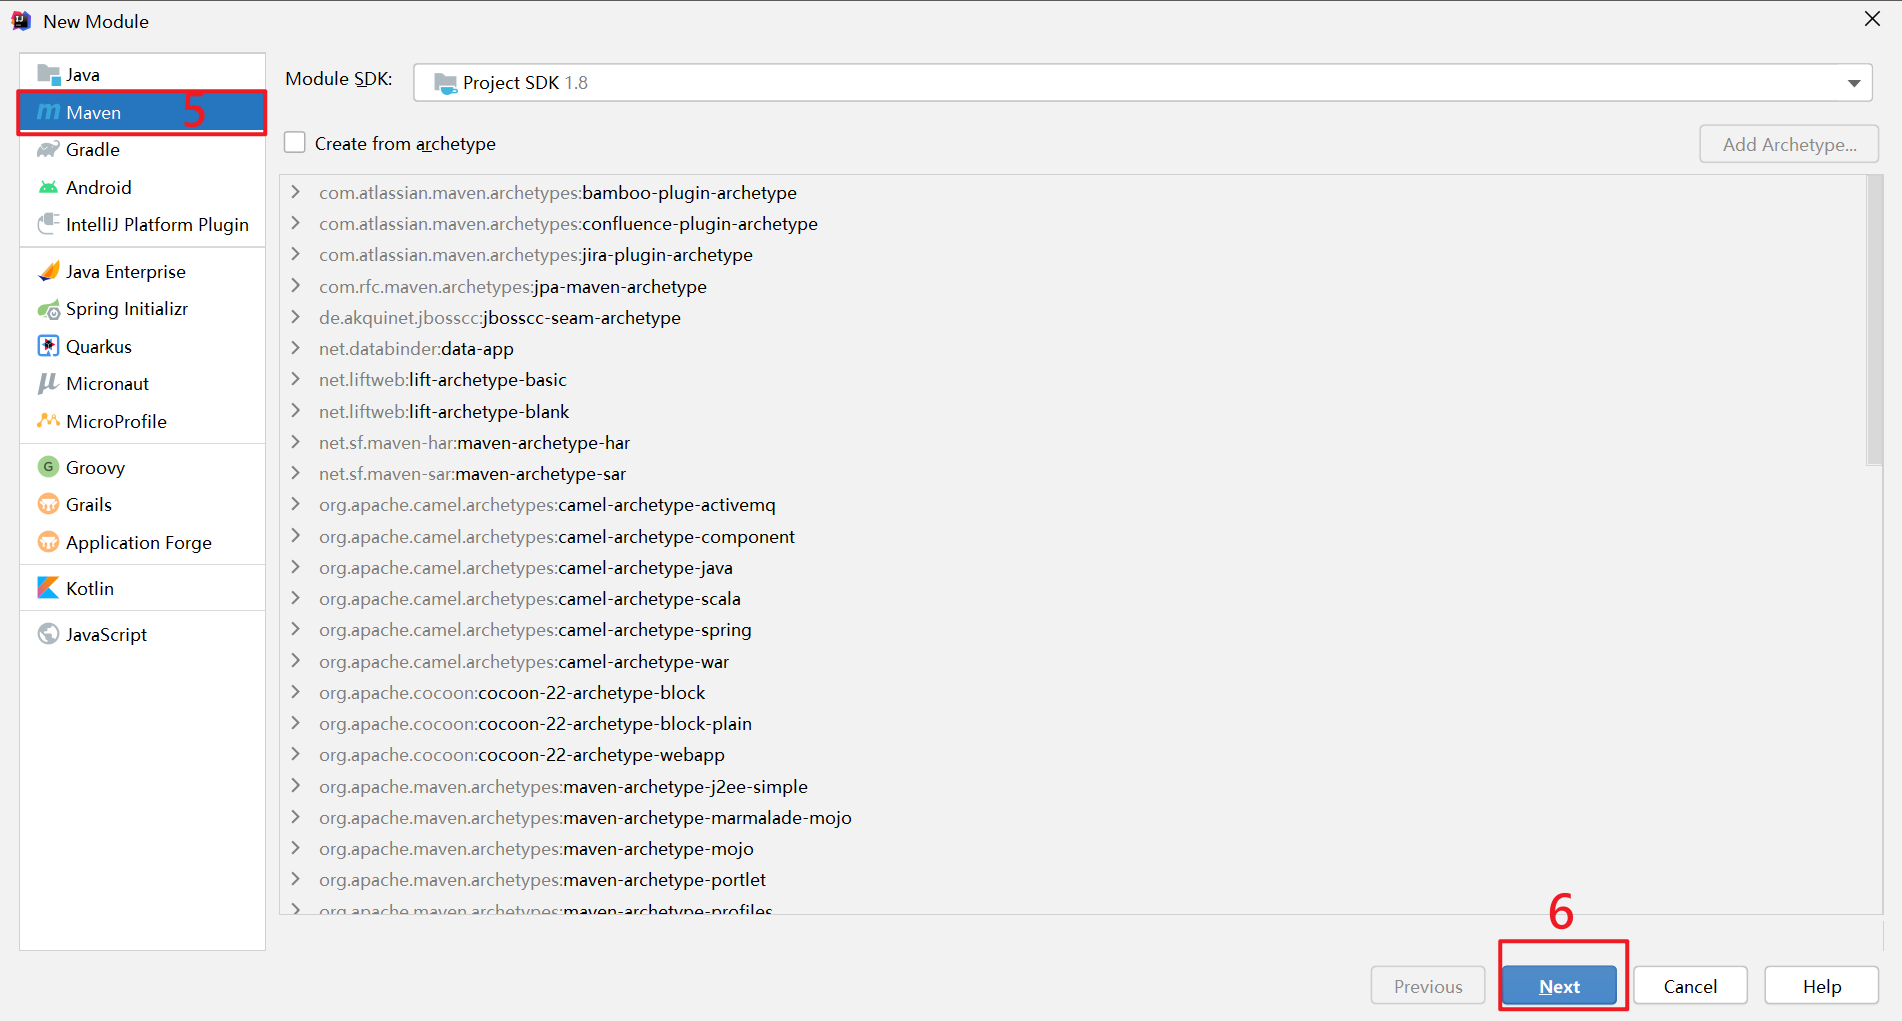 New Module
Java
Maven 5
Gradle
Android
IntelliJ Platform Plugin
Java Enterprise
Spring Initializr
Quarkus
Micronaut
MicroProfile
Groovy
Grails
Application Forge
Kotlin
JavaScript
Module SDK: Project SDK 1.8
Create from archetype Add Archetype...
com.atlassian.maven.archetypes:bamboo-plugin-archetype
com.atlassian.maven.archetypes:confluence-plugin-archetype
com.atlassian.maven.archetypes:jira-plugin-archetype
com.rfc.maven.archetypes:jpa-maven-archetype
de.akquinet.jbosscc:jbosscc-seam-archetype
net.databinder:data-app
net.liftweb:lift-archetype-basic
net.liftweb:lift-archetype-blank
net.sf.maven-har:maven-archetype-har
net.sf.maven-sar:maven-archetype-sar
org.apache.camel.archetypes:camel-archetype-activemq
org.apache.camel.archetypes:camel-archetype-component
org.apache.camel.archetypes:camel-archetype-java
org.apache.camel.archetypes:camel-archetype-scala
org.apache.camel.archetypes:camel-archetype-spring
org.apache.camel.archetypes:camel-archetype-war
org.apache.cocoon:cocoon-22-archetype-block
org.apache.cocoon:cocoon-22-archetype-block-plain
org.apache.cocoon:cocoon-22-archetype-webapp
org.apache.maven.archetypes:maven-archetype-j2ee-simple
org.apache.maven.archetypes:maven-archetype-marmalade-mojo
org.apache.maven.archetypes:maven-archetype-mojo
org.apache.maven.archetypes:maven-archetype-portlet
org.apache.maven.archetypes:maven-archetype-profiles
6
Previous Next Cancel Help